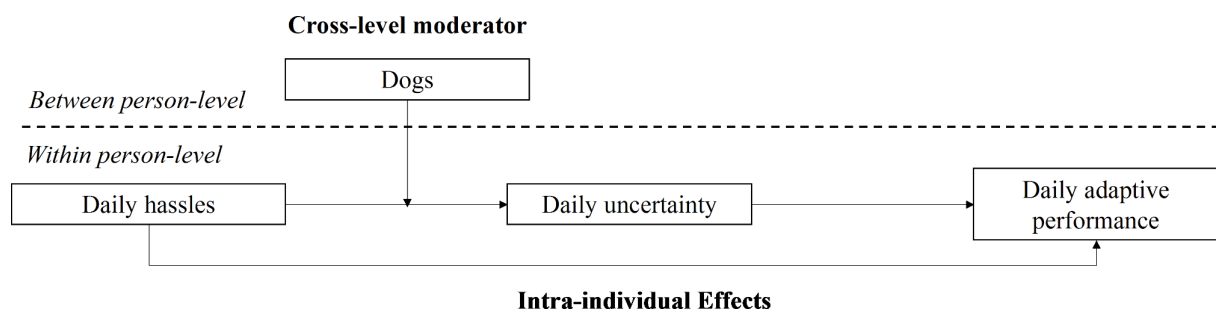 Cross-level moderator
Dogs
Between person-level
Within person-level
Daily hassles
Daily uncertainty
Daily adaptive
performance
Intra-individual Effects